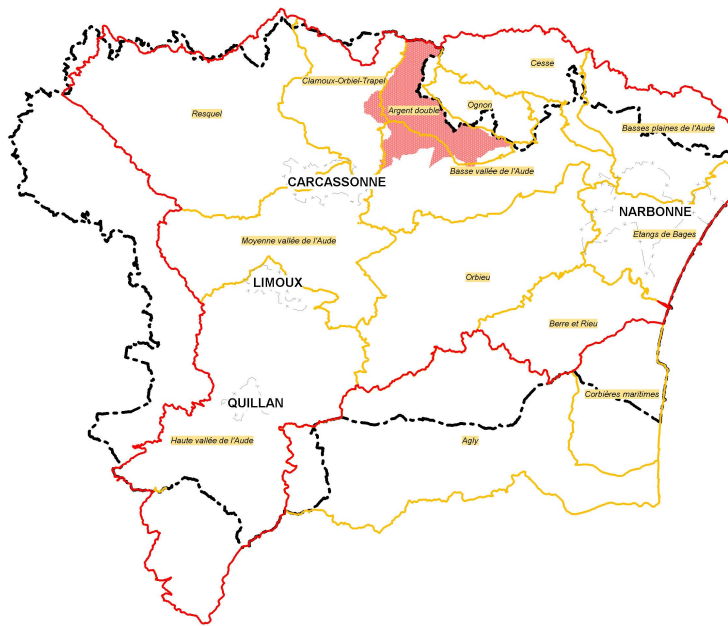 Cesse
Clamoux-Orbiel-Trapel
Ognon
Argent double
Resquel
Basses plaines de l'Aude
Basse vallée de l'Aude
CARCASSONNE
NARBONNE
Etangs de Bages
Moyenne vallée de l'Aude
Orbieu
LIMOUX
Berre et Rieu
Corbières maritimes
QUILLAN
Haute vallée de l'Aude
Agly